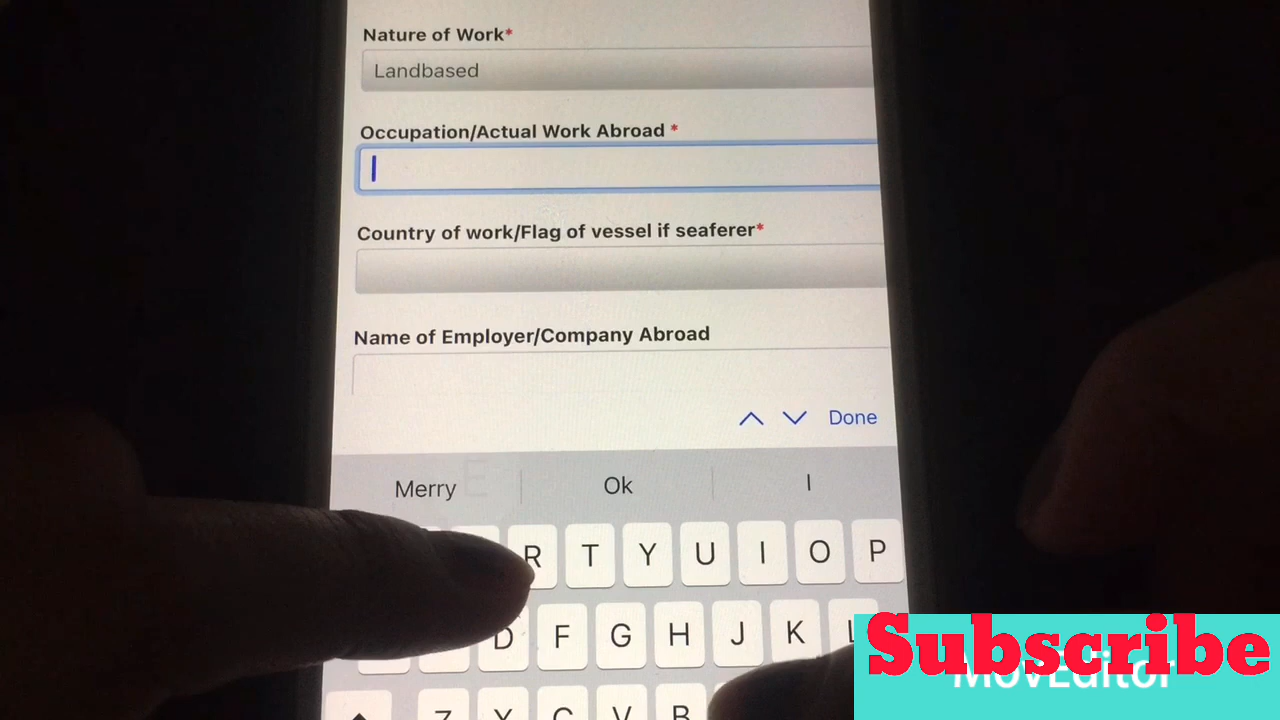 Nature of Work*
Landbased
Occupation/Actual Work Abroad *
Country of work/Flag of vessel if seaferer*
Name of Employer/Company Abroad
Done
Merry Ok I
E
R T Y U I O P
D F G H J K L
Z X C V B
Subscribe
MovEditor